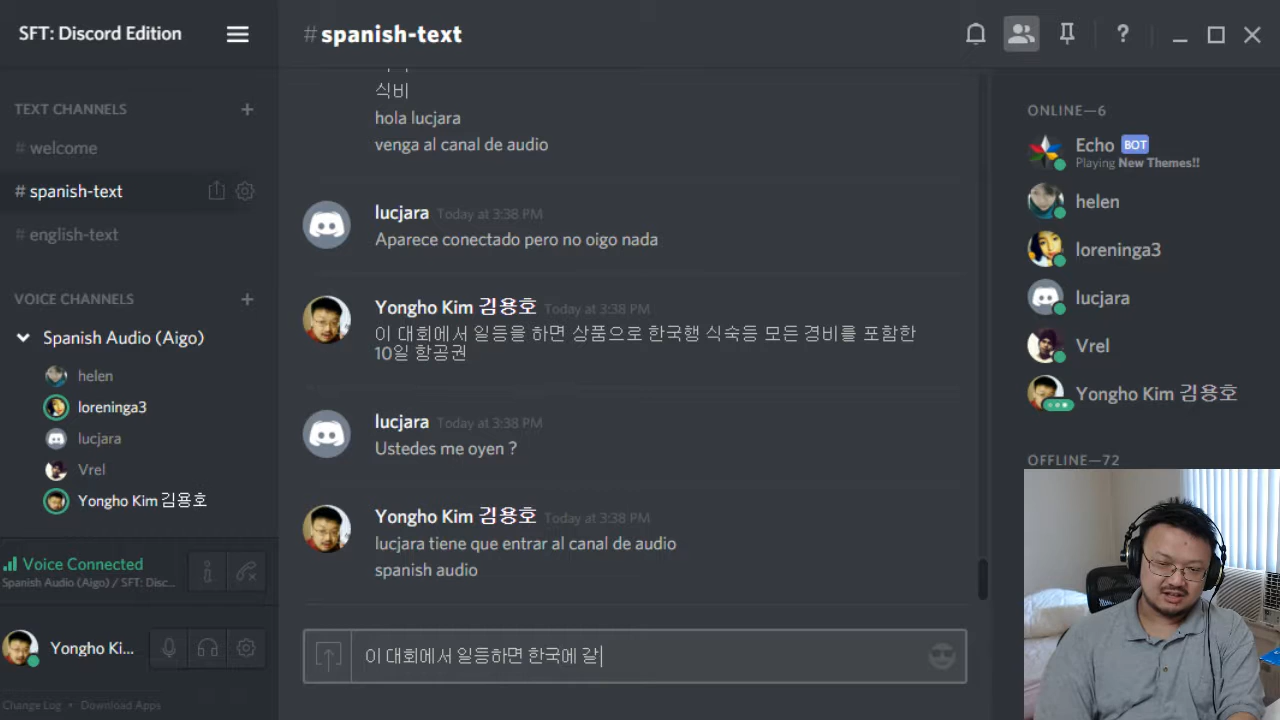 SFT: Discord Edition
# spanish-text
TEXT CHANNELS
# welcome
# spanish-text
# english-text
VOICE CHANNELS
Spanish Audio (Aigo)
helen
loreninga3
lucjara
Vrel
Yongho Kim 김용호
Voice Connected
Spanish Audio (Aigo) / SFT: Disc...
Yongho Ki...
Change Log • Download Apps
식비
hola lucjara
venga al canal de audio
lucjara Today at 3:38 PM
Aparece conectado pero no oigo nada
Yongho Kim 김용호 Today at 3:38 PM
이 대회에서 일등을 하면 상품으로 한국행 식숙등 모든 경비를 포함한
10일 항공권
lucjara Today at 3:38 PM
Ustedes me oyen ?
Yongho Kim 김용호 Today at 3:38 PM
lucjara tiene que entrar al canal de audio
spanish audio
이 대회에서 일등하면 한국에 갈
ONLINE—6
Echo BOT
Playing New Themes!!
helen
loreninga3
lucjara
Vrel
Yongho Kim 김용호
OFFLINE—72